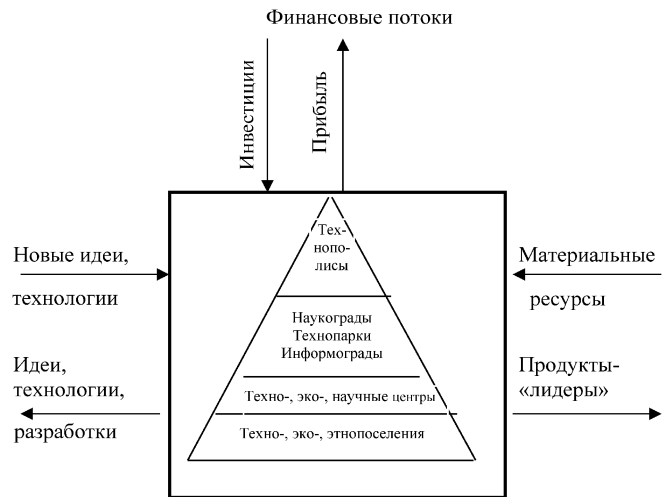 Финансовые потоки
Инвестиции
Прибыль
Новые идеи,
технологии
Идеи,
технологии,
разработки
Тех-
нопо-
лисы
Наукограды
Технопарки
Информограды
Техно-, эко-, научные центры
Техно-, эко-, этнопоселения
Материальные
ресурсы
Продукты-
«лидеры»